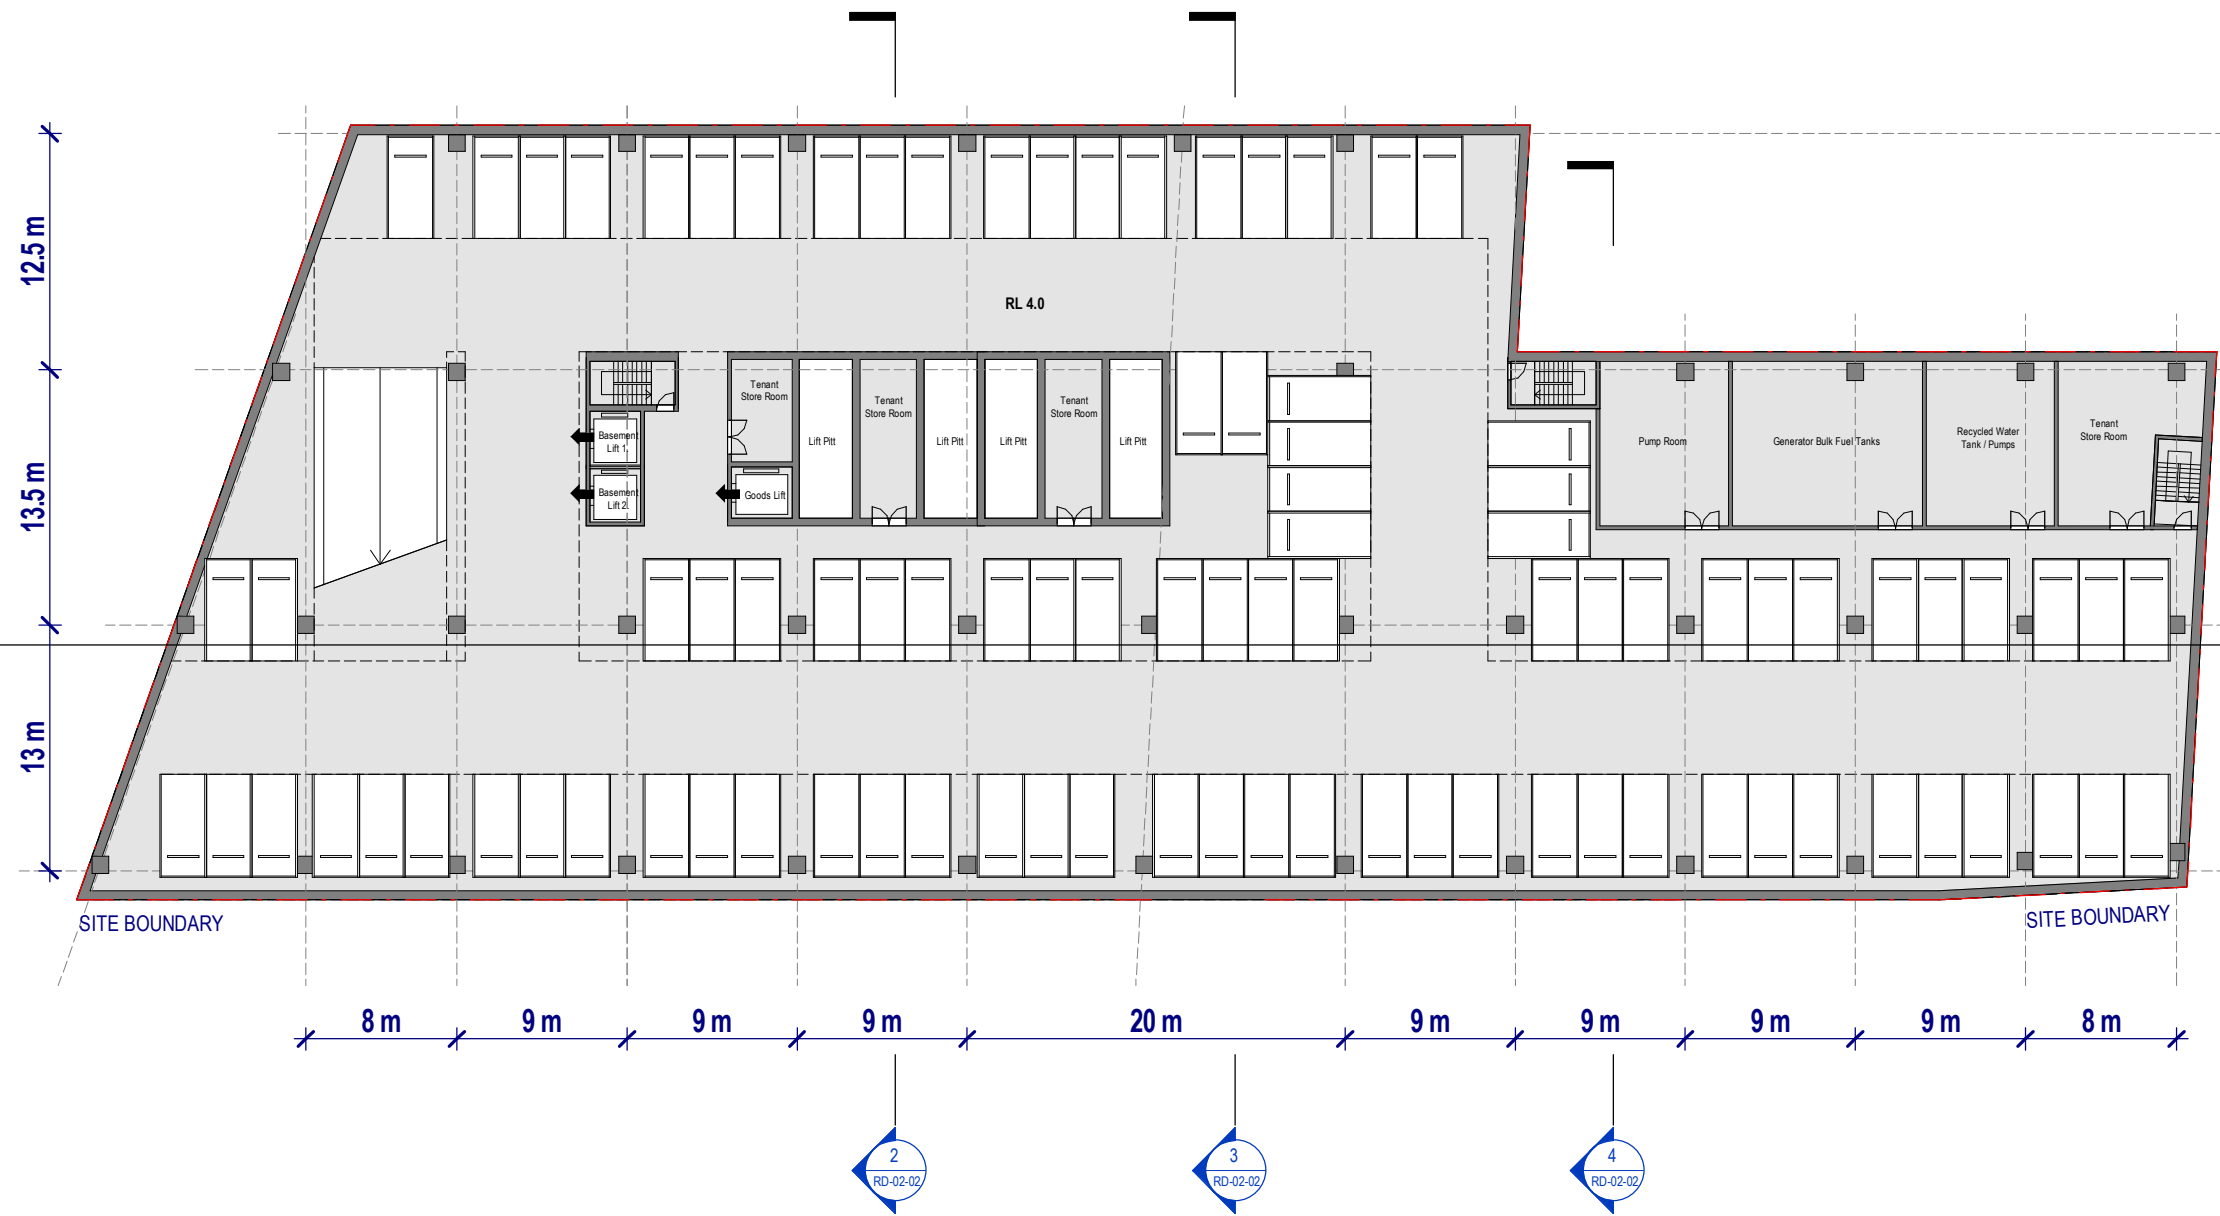 12.5 m
13.5 m
13 m
RL 4.0
Basement
Lift 1.
Basement
Lift 2.
Tenant
Store Room
Goods Lift
Lift Pitt
Tenant
Store Room
Lift Pitt
Lift Pitt
Tenant
Store Room
Lift Pitt
Pump Room
Generator Bulk Fuel Tanks
Recycled Water
Tank / Pumps
Tenant
Store Room
SITE BOUNDARY
SITE BOUNDARY
8 m
9 m
9 m
9 m
20 m
9 m
9 m
9 m
9 m
8 m
2
RD-02-02
3
RD-02-02
4
RD-02-02